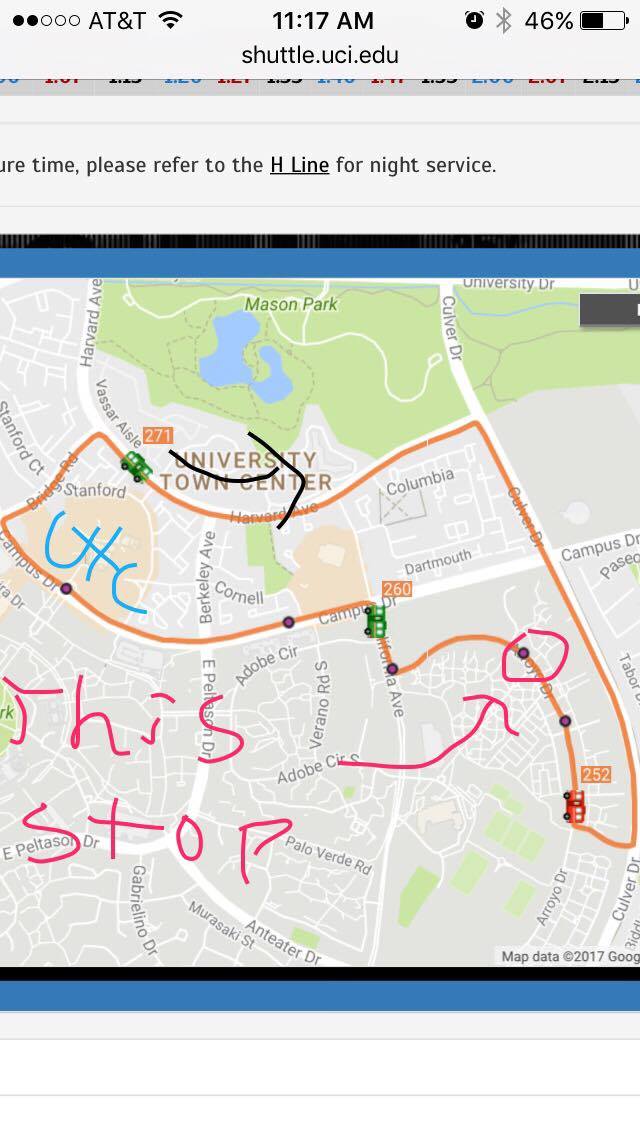 AT&T 11:17 AM 46%
shuttle.uci.edu
ure time, please refer to the H Line for night service.
University Dr
Mason Park
Harvard Ave
Culver Dr
Vassar Aisle
Stanford Ct
271
UNIVERSITY
TOWN CENTER
Bridge Rd
Stanford
Columbia
Harvard Ave
Culver Dr
Campus Dr
Campus Dr
Berkeley Ave
Dartmouth
260
Cornell
Campus Dr
Adobe Cir
E Peltason Dr
Verano Rd S
California Ave
This
Adobe Cir S
252
stop
E Peltason Dr
Palo Verde Rd
Gabrielino Dr
Murasaki St
Anteater Dr
Arroyo Dr
Culver Dr
Map data ©2017 Goog